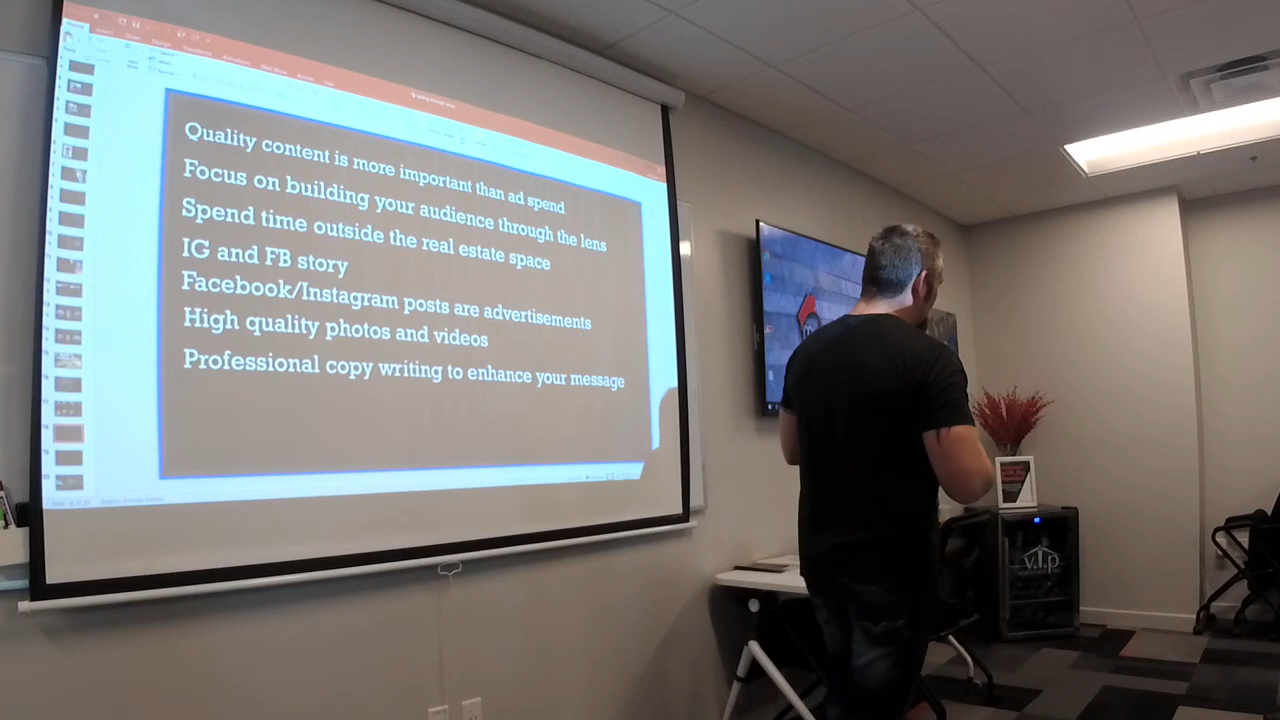 Quality content is more important than ad spend
Focus on building your audience through the lens
Spend time outside the real estate space
IG and FB story
Facebook/Instagram posts are advertisements
High quality photos and videos
Professional copy writing to enhance your message
v.i.p